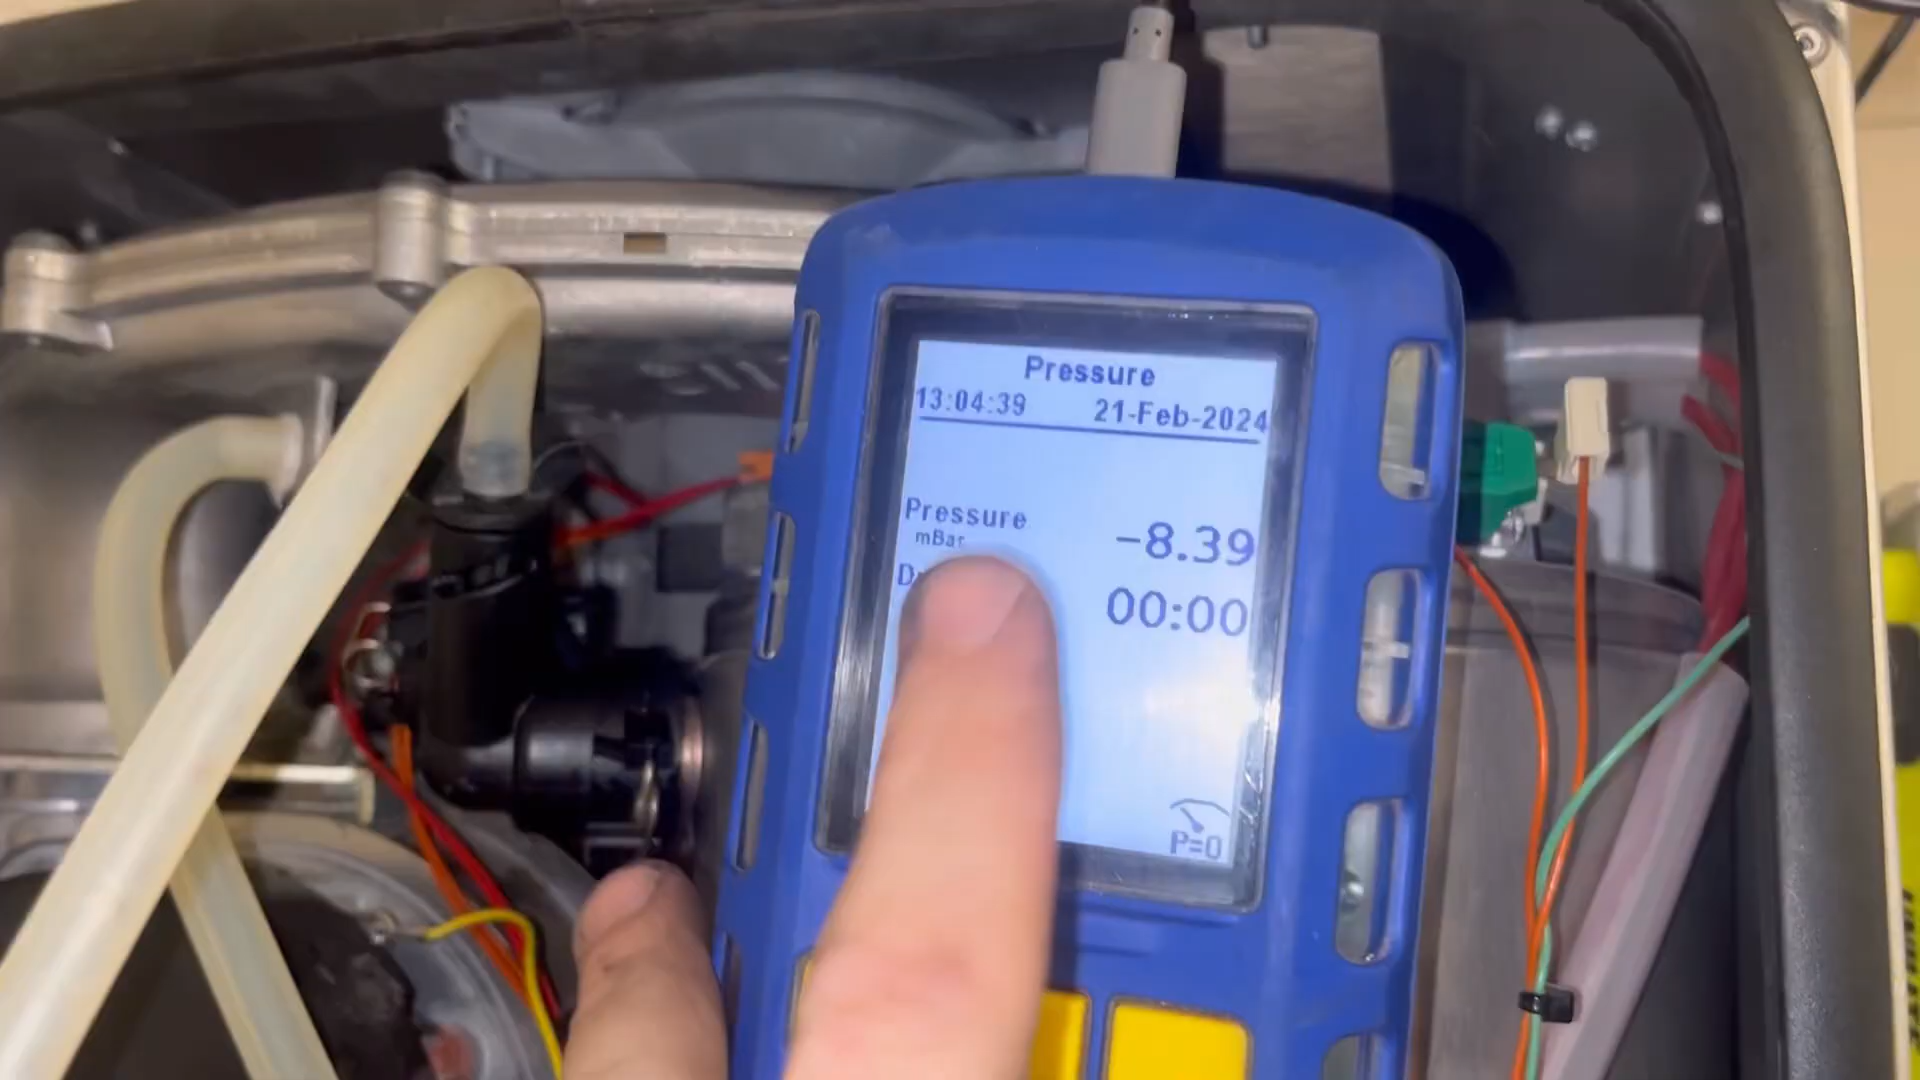 Pressure
13:04:39 21-Feb-2024
Pressure -8.39
mBar
00:00
P=0